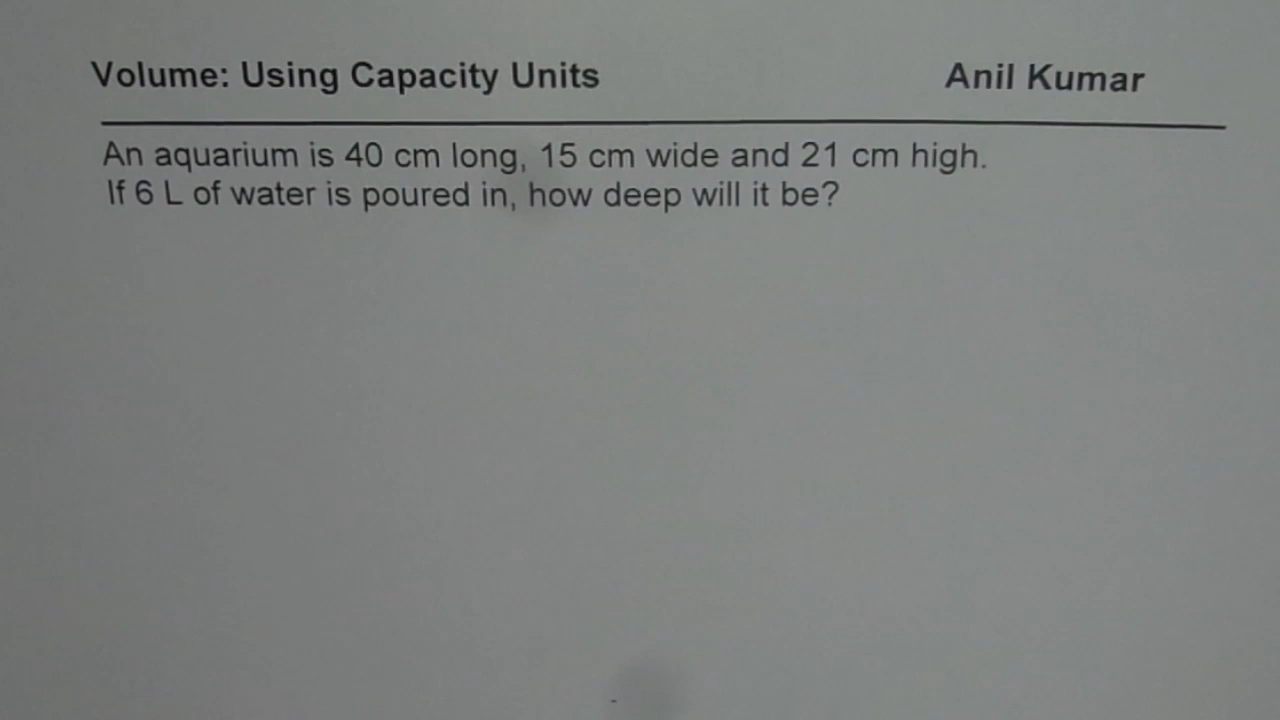 Volume: Using Capacity Units Anil Kumar
An aquarium is 40 cm long, 15 cm wide and 21 cm high.
If 6 L of water is poured in, how deep will it be?